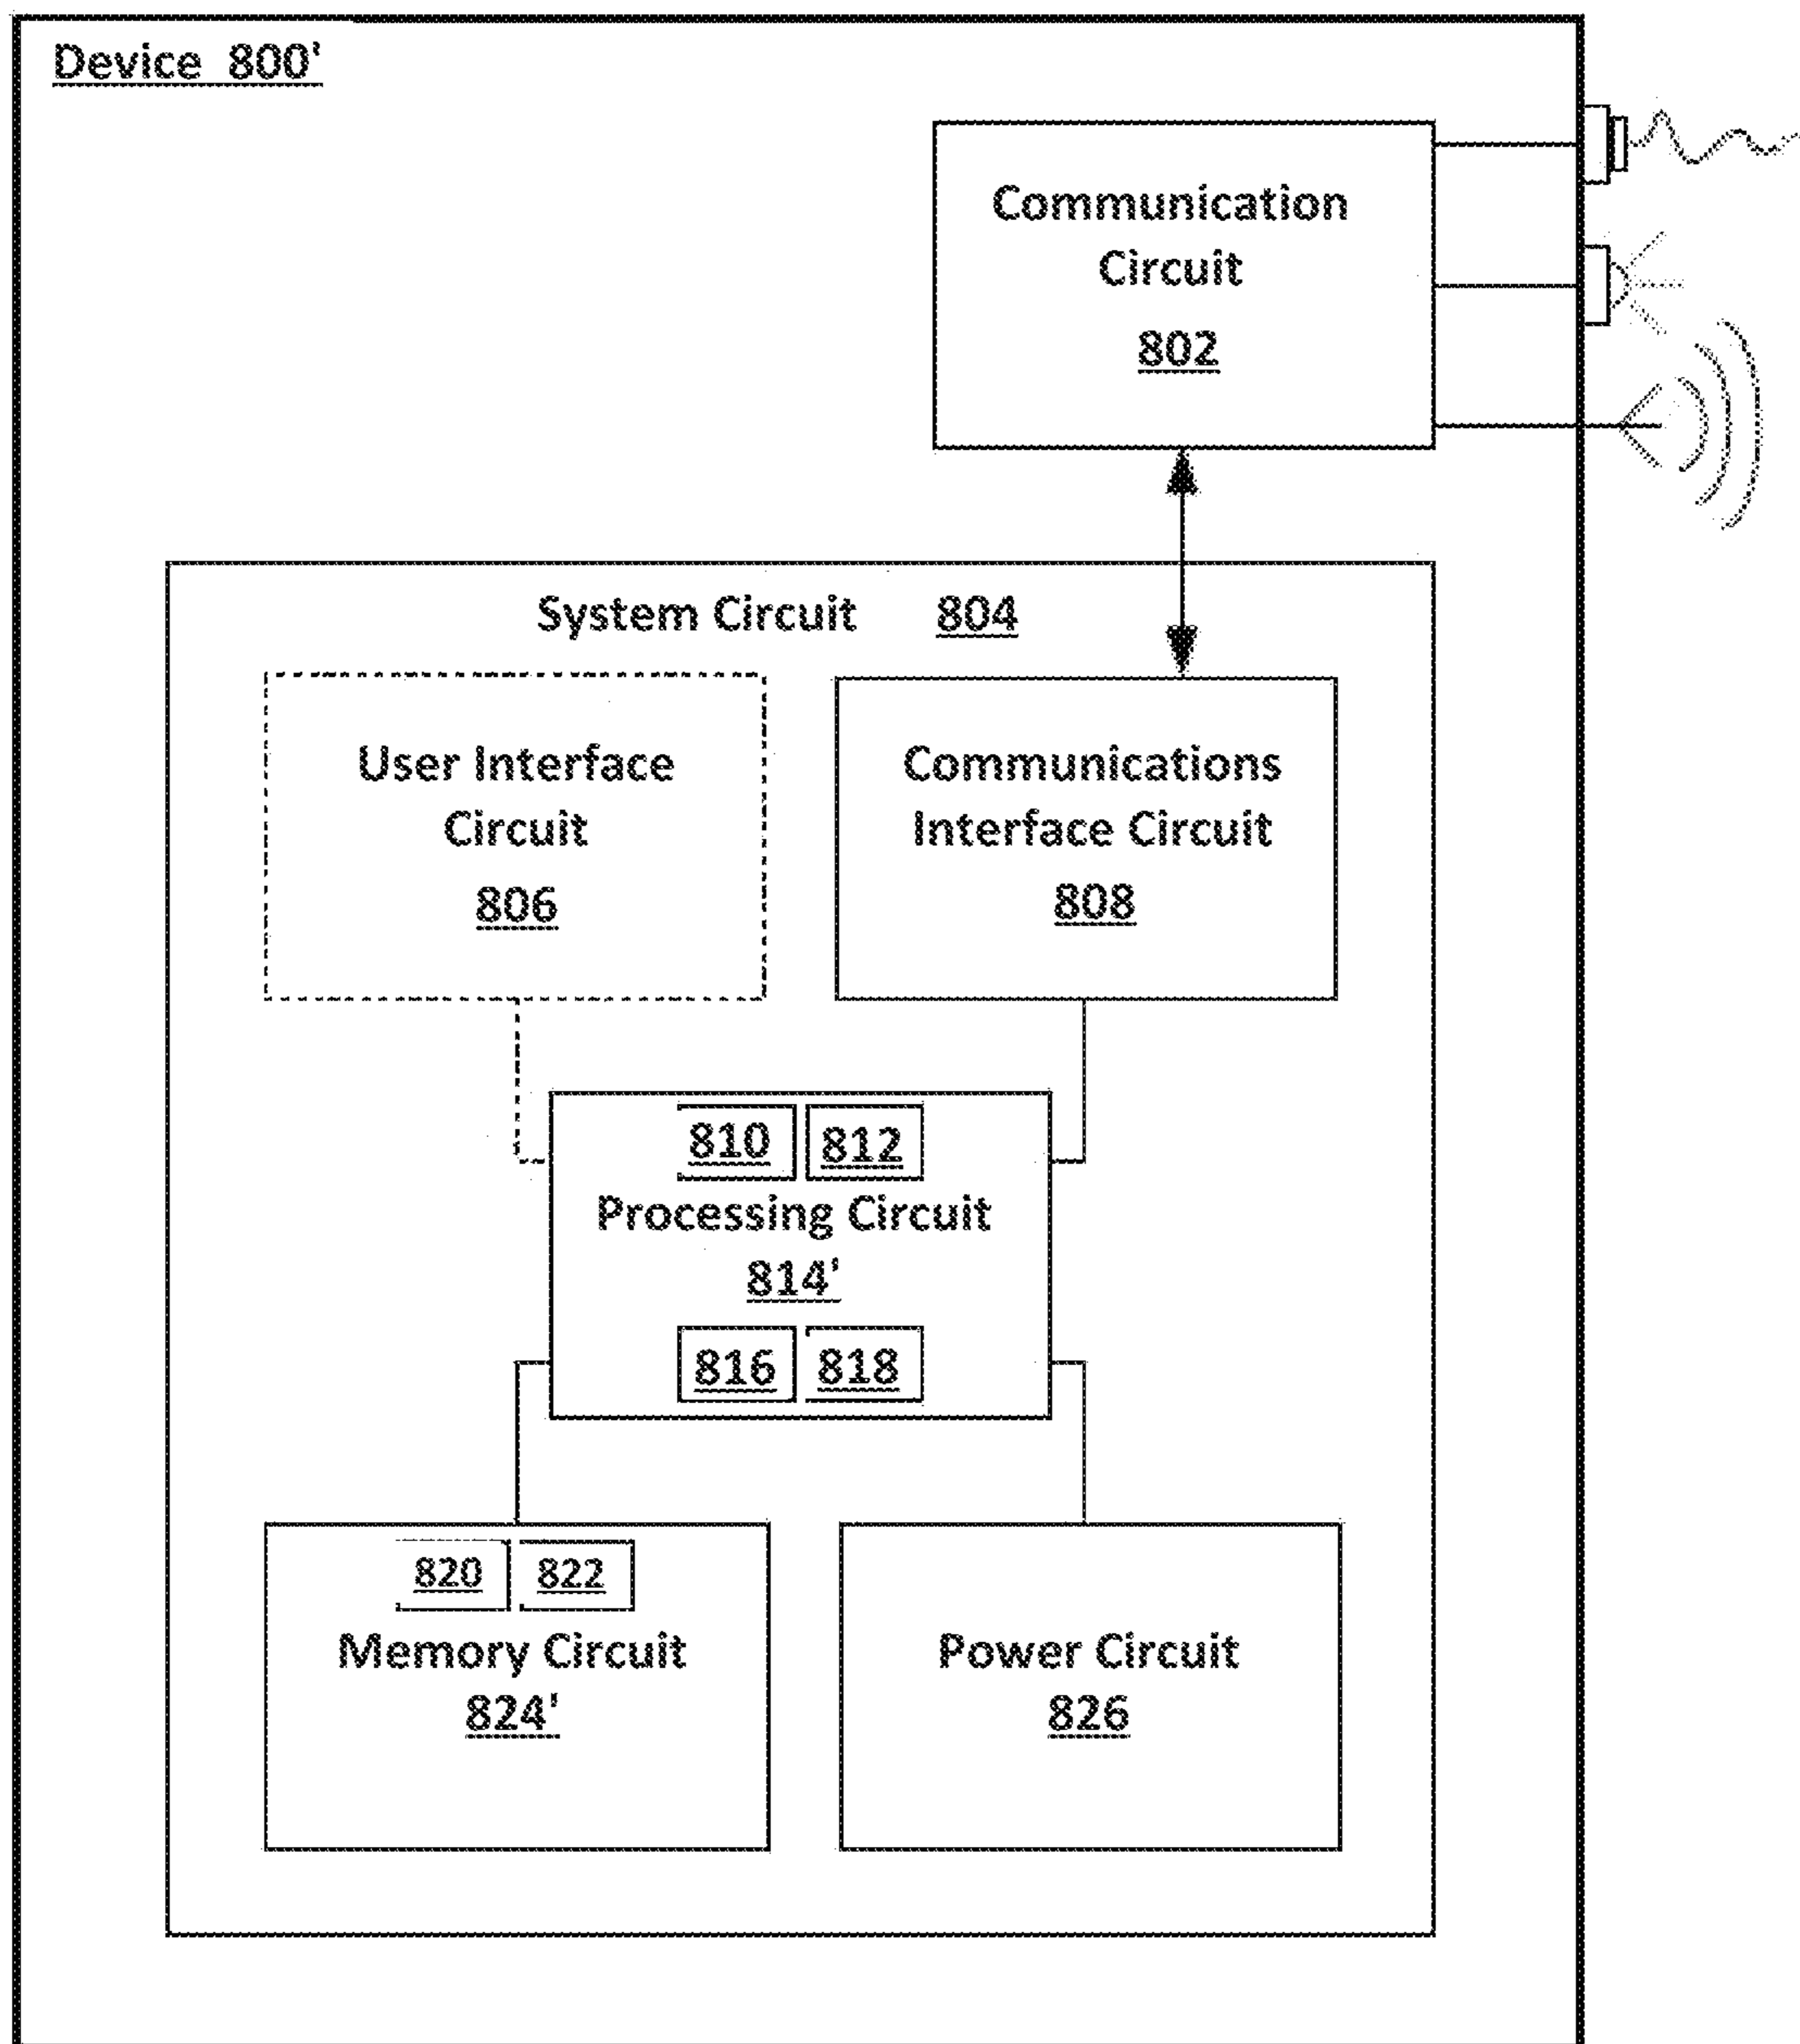 Device 800'
Communication
Circuit
802
System Circuit 804
User Interface
Circuit
806
Communications
Interface Circuit
808
810 812
Processing Circuit
814'
816 818
820 822
Memory Circuit
824'
Power Circuit
826